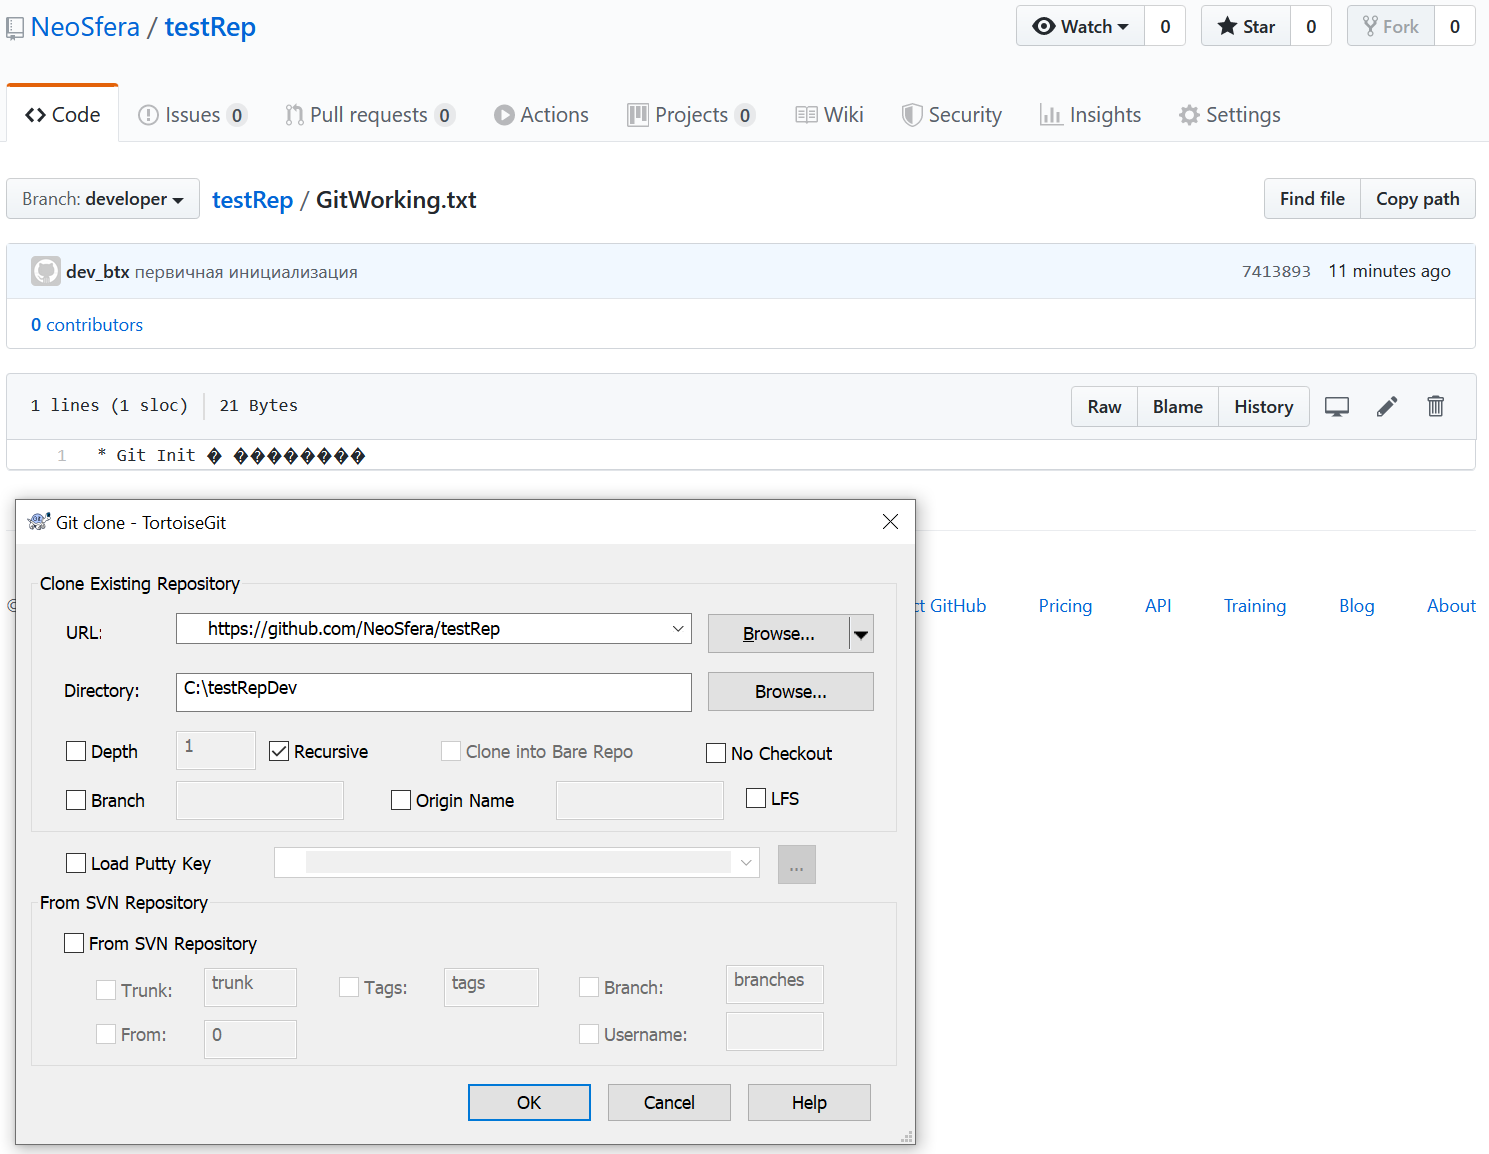 NeoSfera / testRep
Watch 0 Star 0 Fork 0
Code Issues 0 Pull requests 0 Actions Projects 0 Wiki Security Insights Settings
Branch: developer testRep / GitWorking.txt Find file Copy path
dev_btx первичная инициализация 7413893 11 minutes ago
0 contributors
1 lines (1 sloc) 21 Bytes Raw Blame History
1 * Git Init � ��������
Git clone - TortoiseGit
Clone Existing Repository
URL: https://github.com/NeoSfera/testRep Browse...
Directory: C:\testRepDev Browse...
Depth 1 Recursive Clone into Bare Repo No Checkout
Branch Origin Name LFS
Load Putty Key ...
From SVN Repository
From SVN Repository
Trunk: trunk Tags: tags Branch: branches
From: 0 Username:
OK Cancel Help
© ct GitHub Pricing API Training Blog About